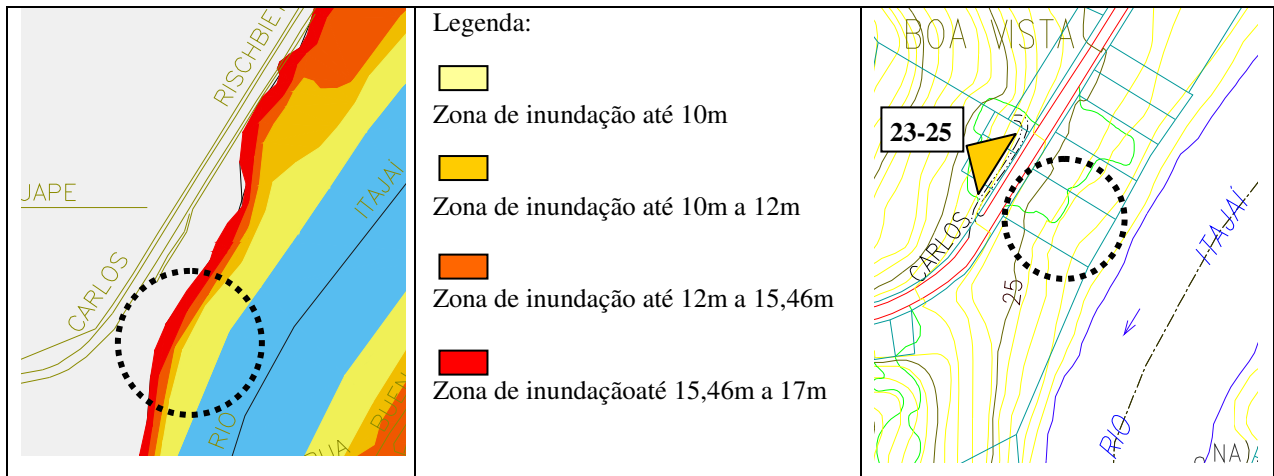 RISCHBIET
JAPE
CARLOS
ITAJAÍ
RIO
RUA
Legenda:
Zona de inundação até 10m
Zona de inundação até 10m a 12m
Zona de inundação até 12m a 15,46m
Zona de inundaçãoaté 15,46m a 17m
BOA VISTA
23-25
CARLOS
25
ITAJAÍ
RIO
NA